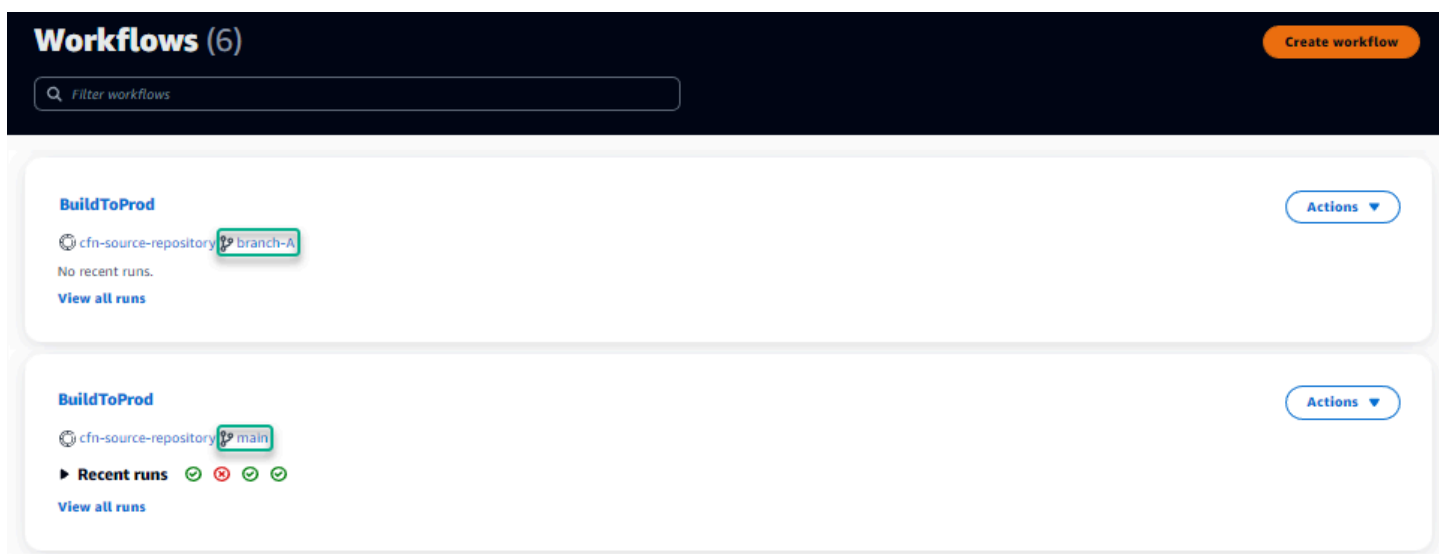 Workflows (6)
Create workflow
Filter workflows
BuildToProd
Actions
cfn-source-repository branch-A
No recent runs.
View all runs
BuildToProd
Actions
cfn-source-repository main
Recent runs
View all runs